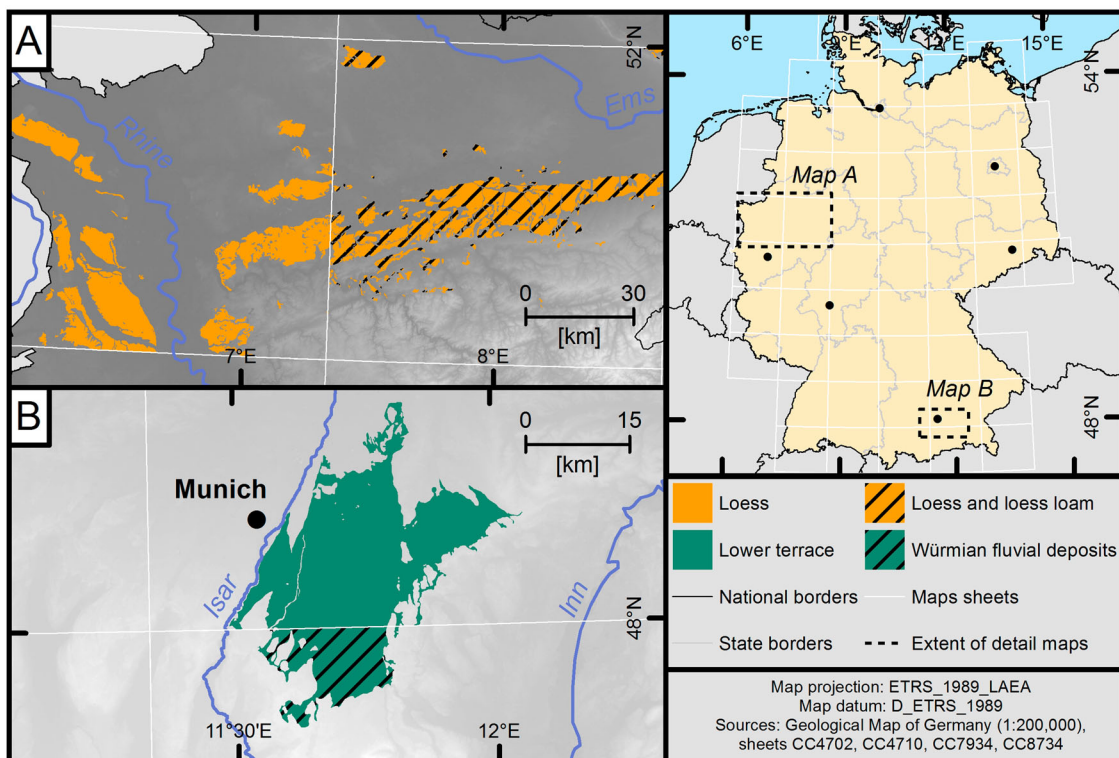 A
52°N
Ems
Rhine
0 30
[km]
7°E
8°E
B
0 15
[km]
Munich
Isar
Inn
48°N
11°30'E
12°E
6°E
9°E
12°E
15°E
54°N
Map A
Map B
48°N
Loess
Loess and loess loam
Lower terrace
Würmian fluvial deposits
National borders
Maps sheets
State borders
Extent of detail maps
Map projection: ETRS_1989_LAEA
Map datum: D_ETRS_1989
Sources: Geological Map of Germany (1:200,000),
sheets CC4702, CC4710, CC7934, CC8734